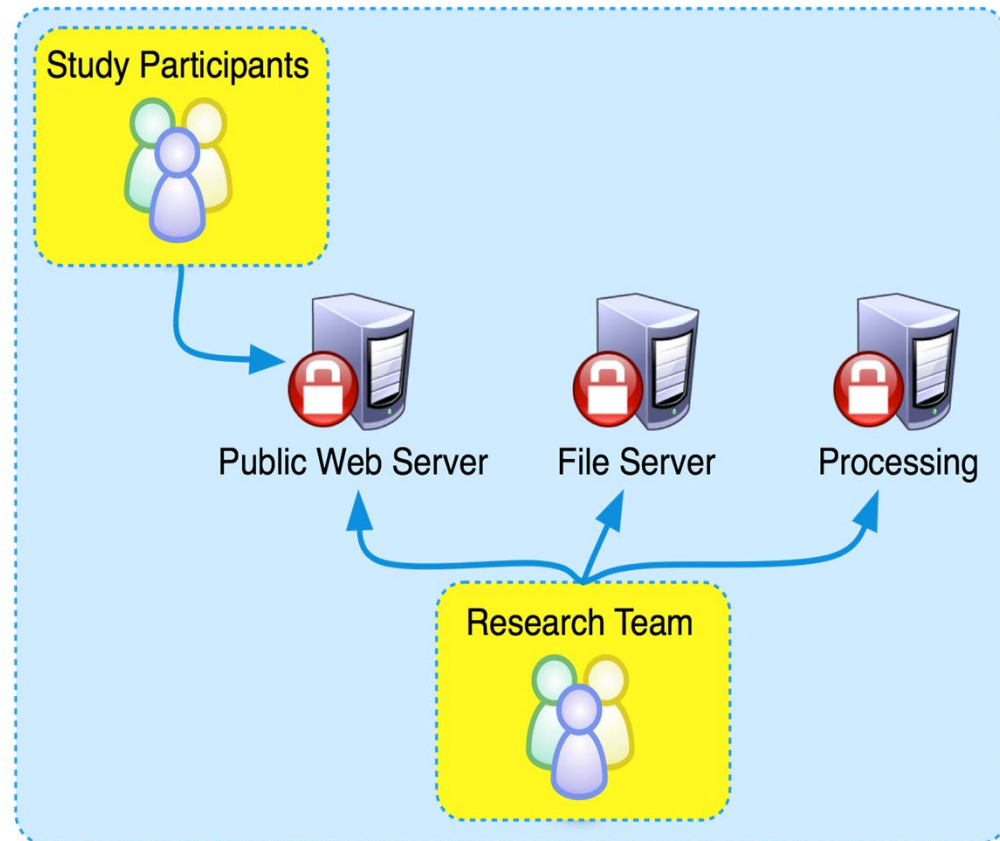 Study Participants
Public Web Server
File Server
Processing
Research Team